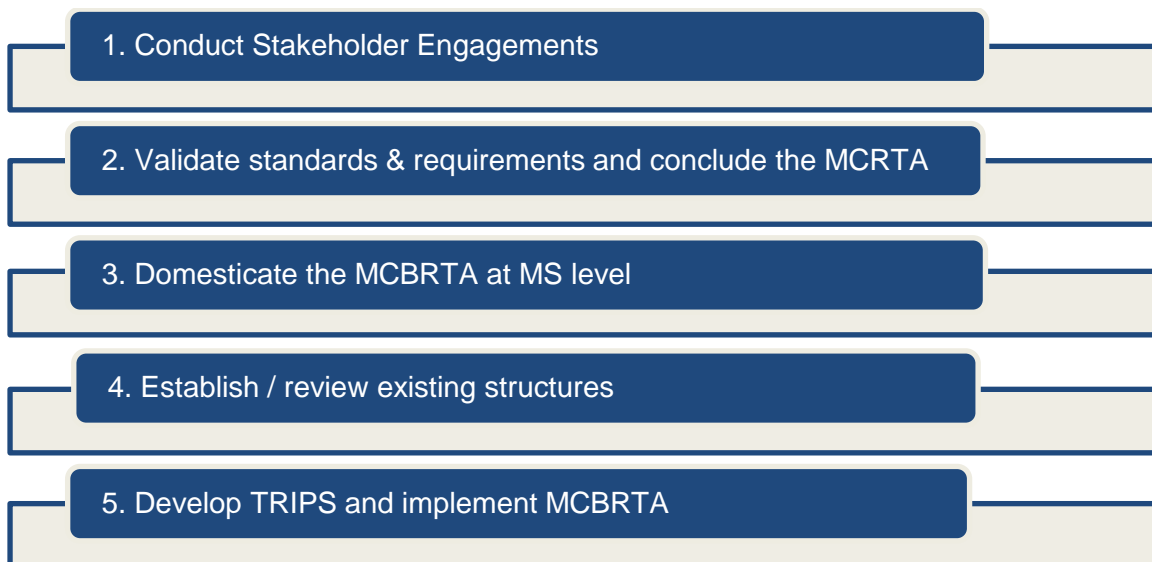 1. Conduct Stakeholder Engagements
2. Validate standards & requirements and conclude the MCRTA
3. Domesticate the MCBRTA at MS level
4. Establish / review existing structures
5. Develop TRIPS and implement MCBRTA